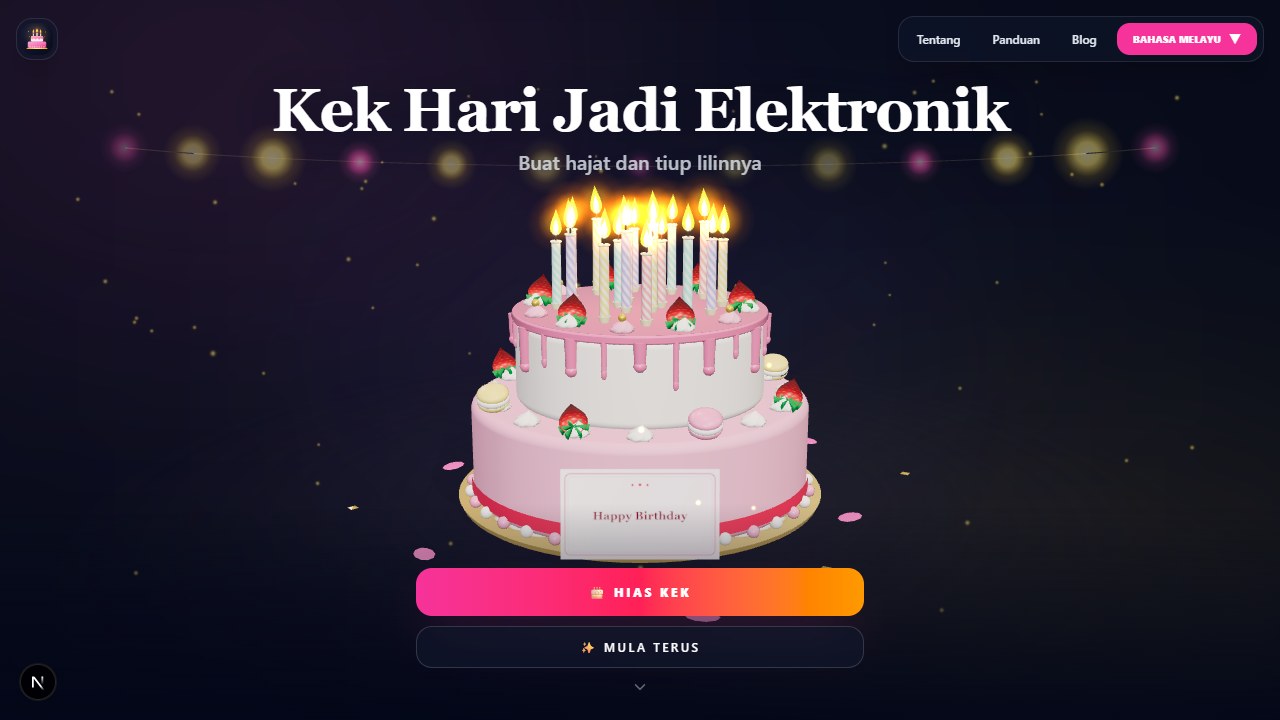 Tentang
Panduan
Blog
BAHASA MELAYU ▼
Kek Hari Jadi Elektronik
Buat hajat dan tiup lilinnya
Happy Birthday
HIAS KEK
MULA TERUS
N